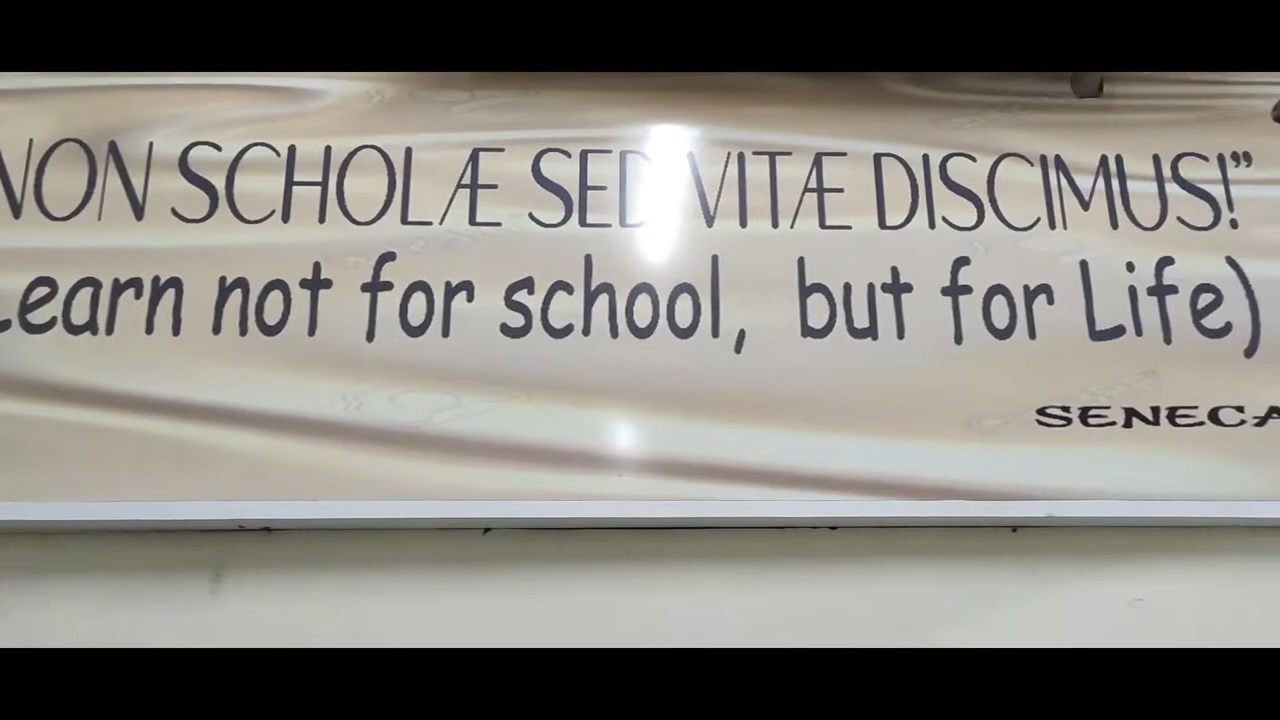 NON SCHOLÆ SED VITÆ DISCIMUS!”
Learn not for school, but for Life)
SENECA